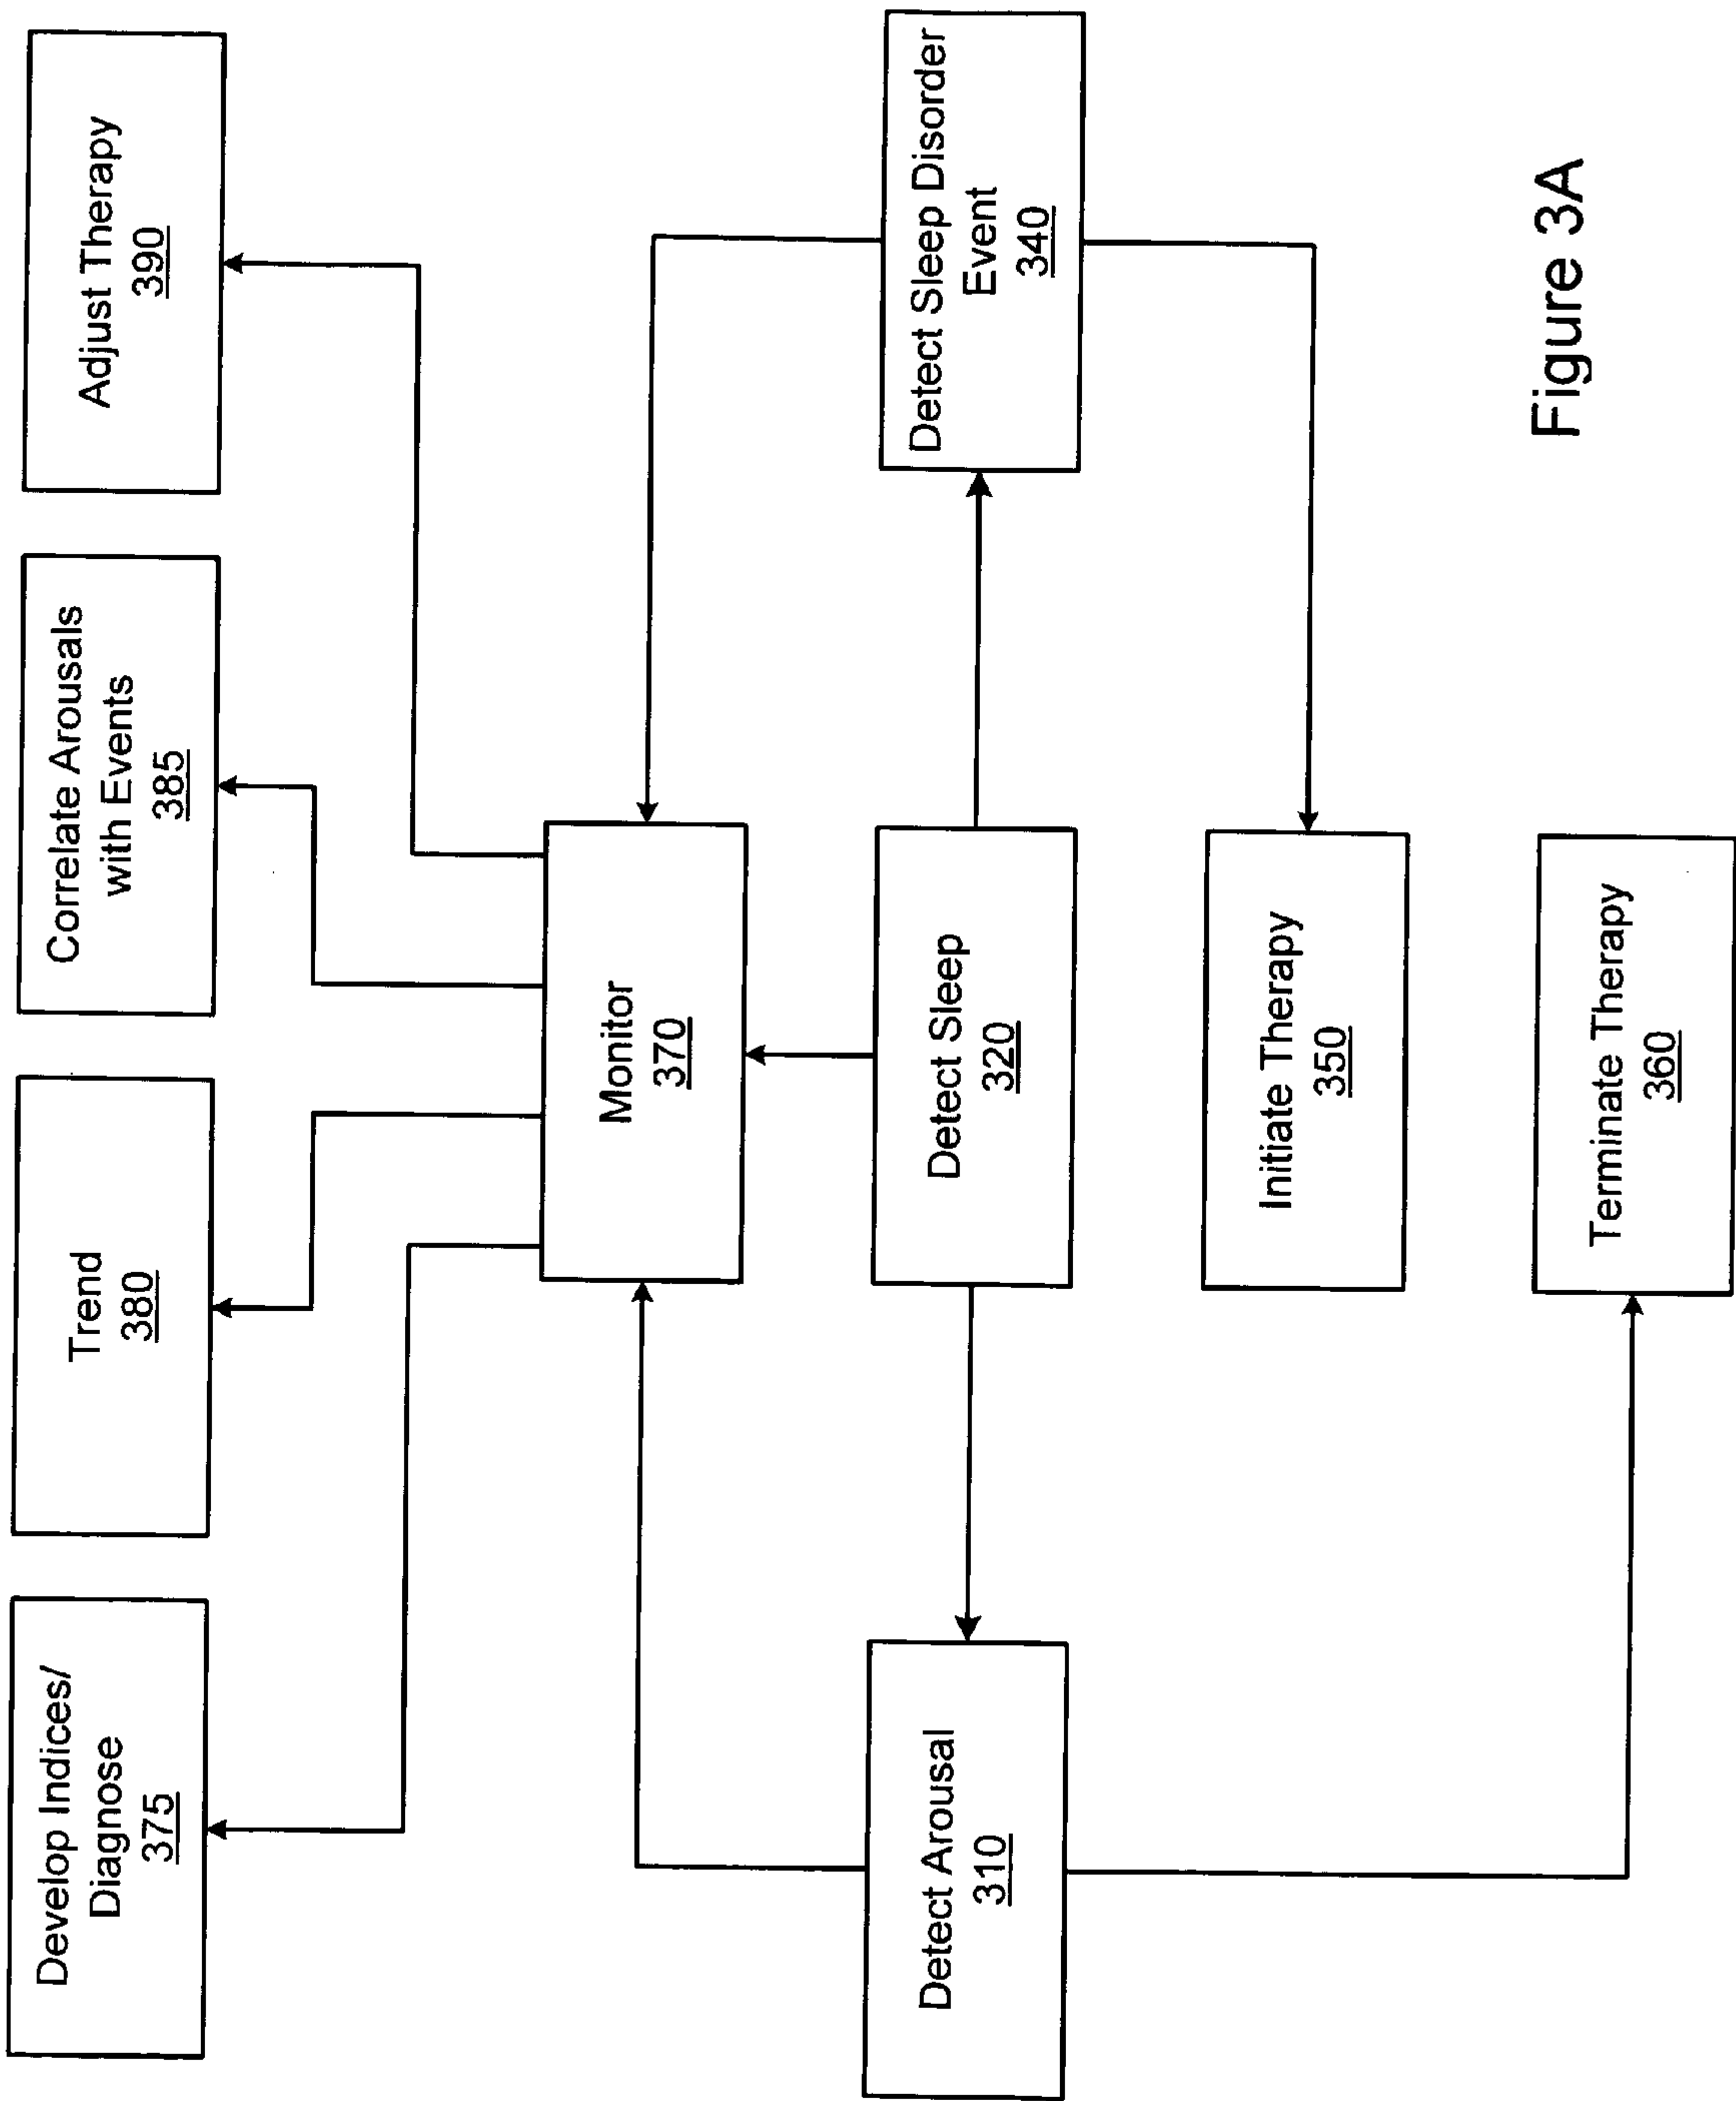 Develop Indices/
Diagnose
375
Trend
380
Correlate Arousals
with Events
385
Adjust Therapy
390
Monitor
370
Detect Arousal
310
Detect Sleep
320
Detect Sleep Disorder
Event
340
Initiate Therapy
350
Terminate Therapy
360
Figure 3A